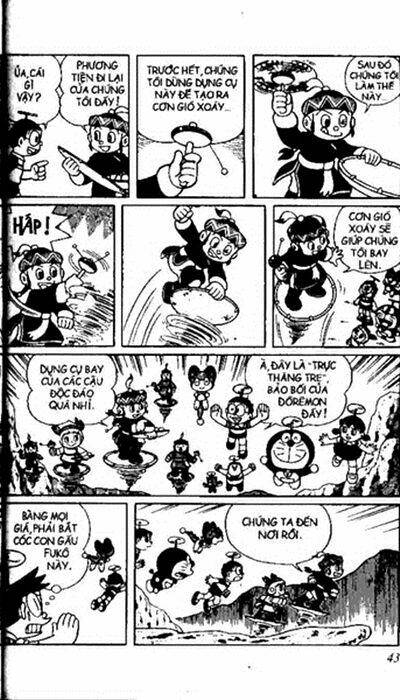 ỦA, CÁI
GÌ
VẬY?
PHƯƠNG
TIỆN ĐI LẠI
CỦA CHÚNG
TÔI ĐẤY!
TRƯỚC HẾT, CHÚNG
TÔI DÙNG DỤNG CỤ
NÀY ĐỂ TẠO RA
CƠN GIÓ XOÁY...
SAU ĐÓ
CHÚNG TÔI
LÀM THẾ
NÀY...
HẤP!
CƠN GIÓ
XOÁY SẼ
GIÚP CHÚNG
TÔI BAY
LÊN.
DỤNG CỤ BAY
CỦA CÁC CẬU
ĐỘC ĐÁO
QUÁ NHỈ.
À, ĐÂY LÀ "TRỰC
THĂNG TRE",
BẢO BỐI CỦA
ĐÔRÊMON
ĐẤY!
BẰNG MỌI
GIÁ, PHẢI BẮT
CÓC CON GẤU
FUKÔ
NÀY.
CHÚNG TA ĐẾN
NƠI RỒI.
43